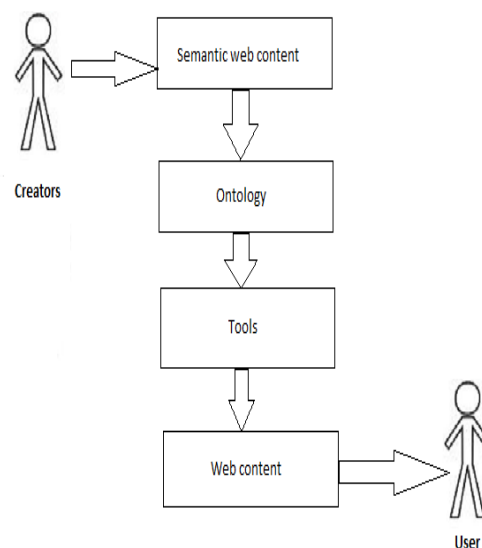 Semantic web content
Creators
Ontology
Tools
Web content
User